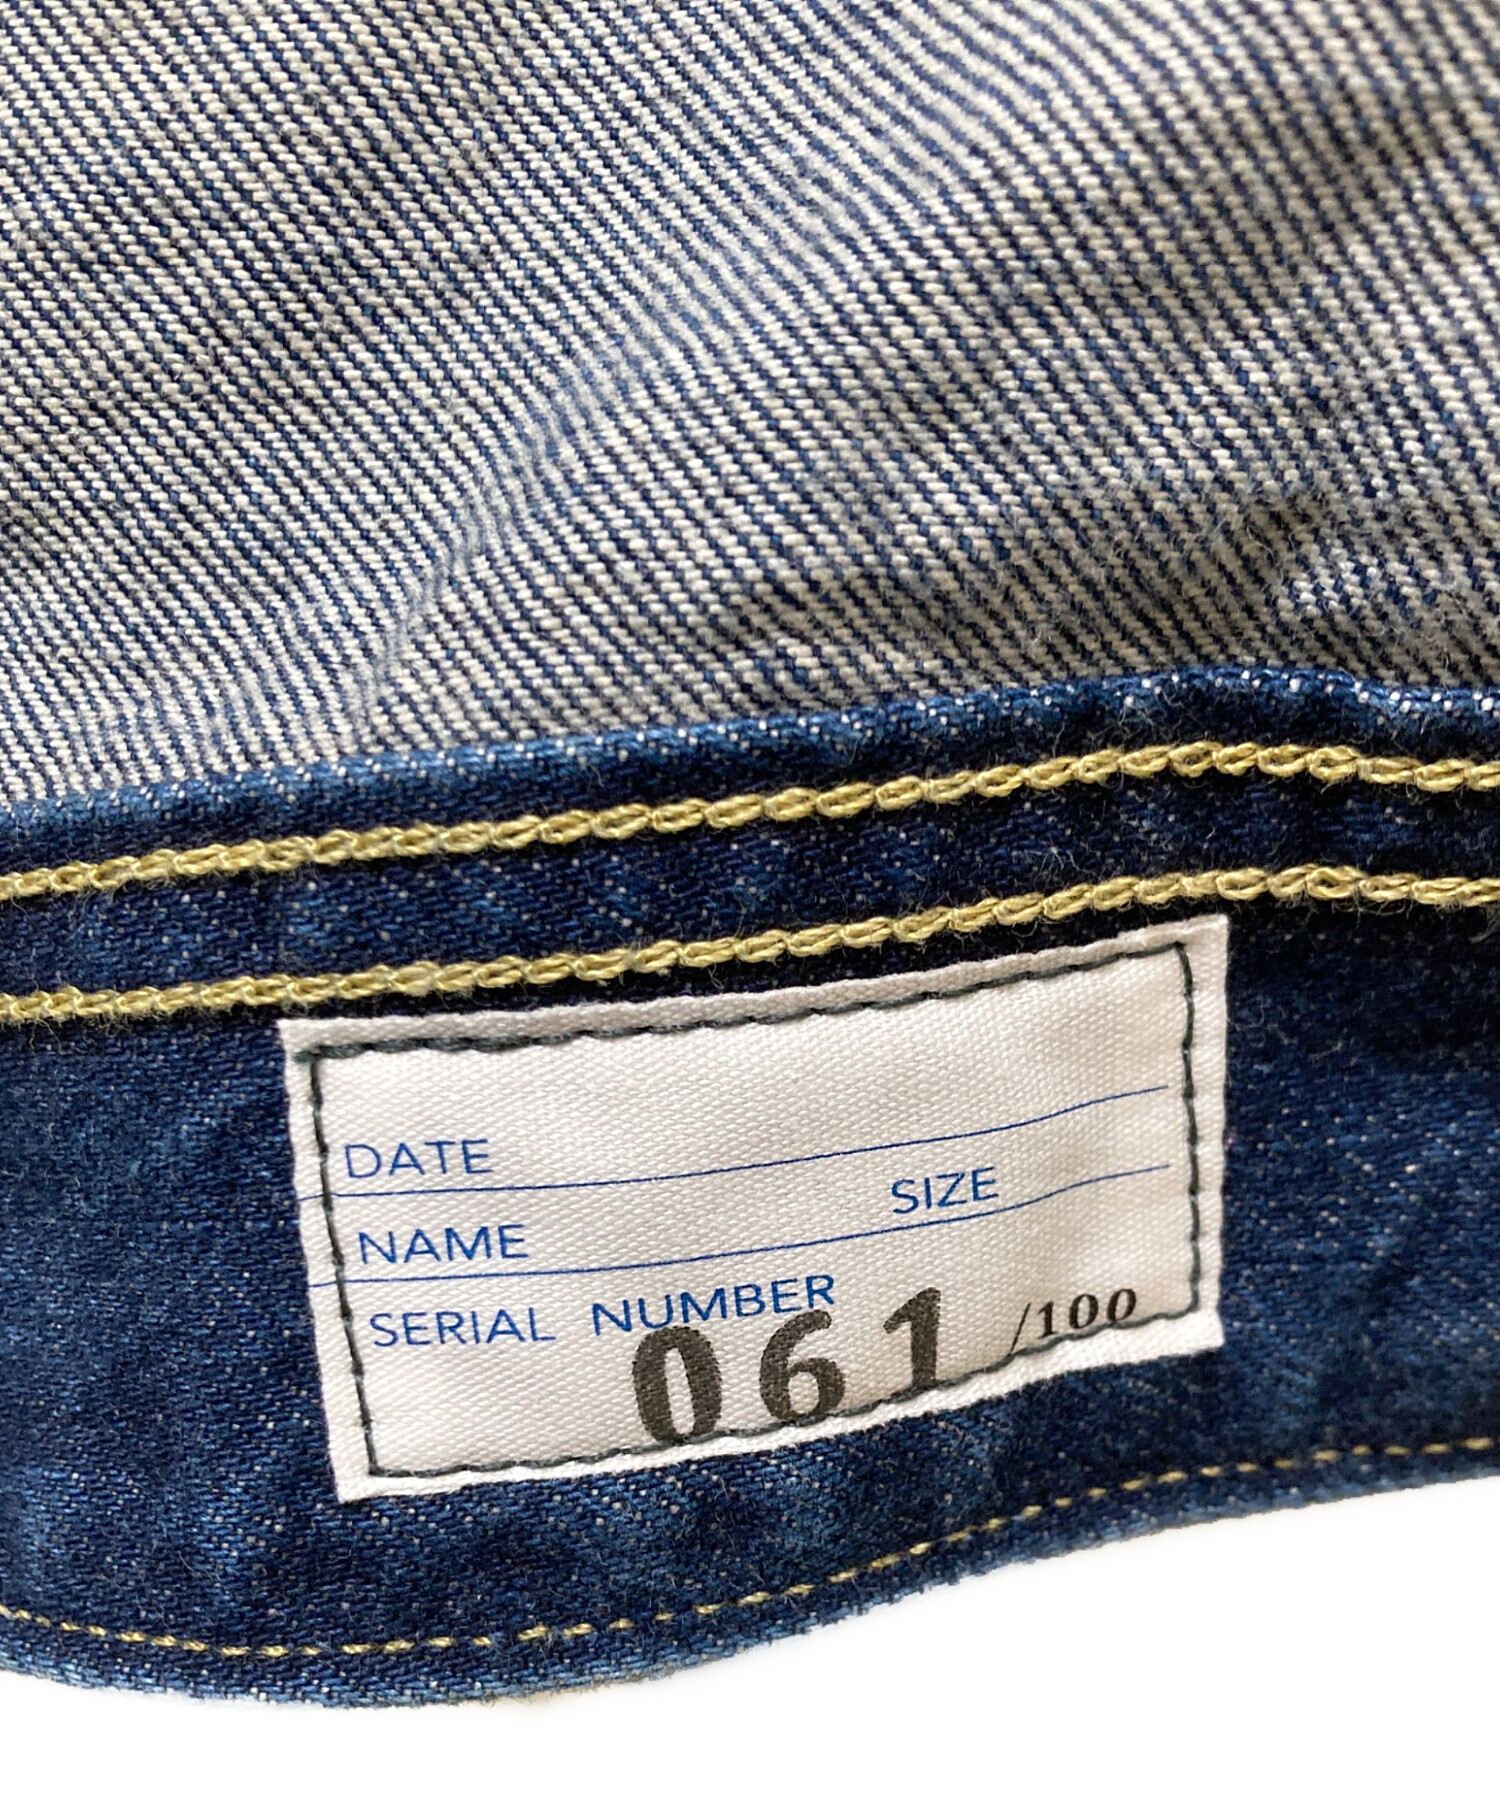 DATE
NAME SIZE
SERIAL NUMBER
061 /100